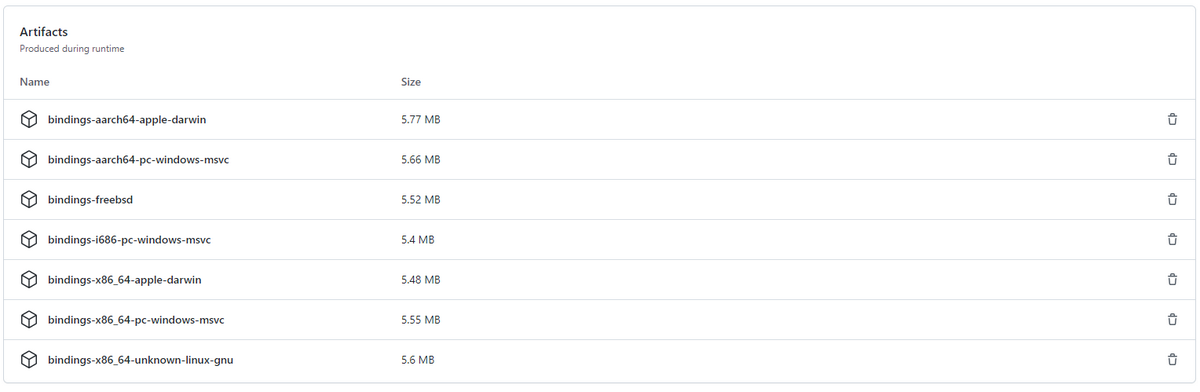 Artifacts
Produced during runtime
Name Size
bindings-aarch64-apple-darwin 5.77 MB
bindings-aarch64-pc-windows-msvc 5.66 MB
bindings-freebsd 5.52 MB
bindings-i686-pc-windows-msvc 5.4 MB
bindings-x86_64-apple-darwin 5.48 MB
bindings-x86_64-pc-windows-msvc 5.55 MB
bindings-x86_64-unknown-linux-gnu 5.6 MB